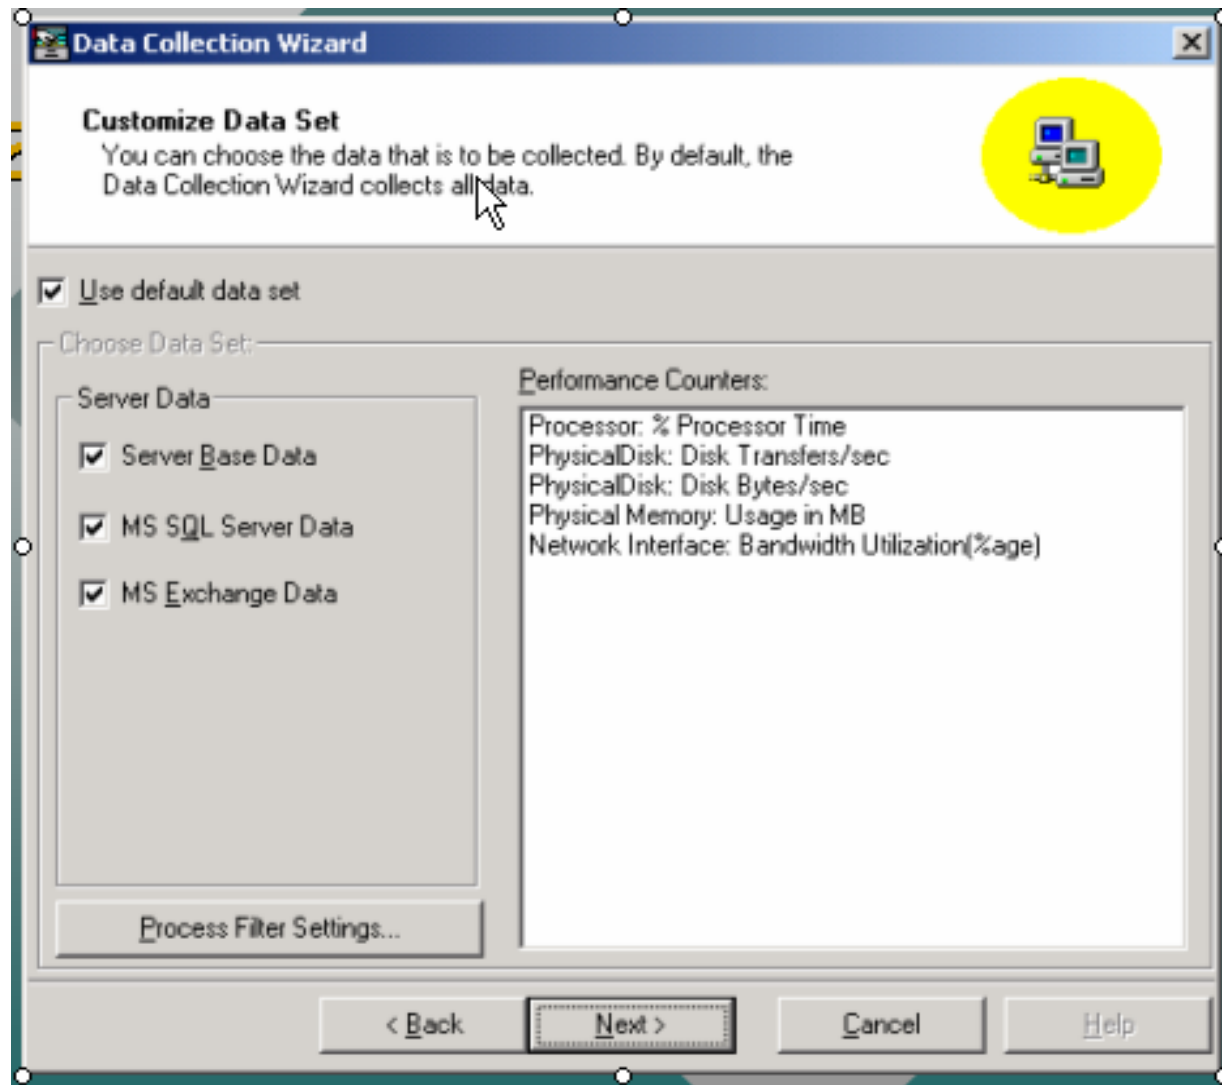 Data Collection Wizard
Customize Data Set
You can choose the data that is to be collected. By default, the
Data Collection Wizard collects all data.
Use default data set
Choose Data Set:
Server Data
Server Base Data
MS SQL Server Data
MS Exchange Data
Process Filter Settings...
Performance Counters:
Processor: % Processor Time
PhysicalDisk: Disk Transfers/sec
PhysicalDisk: Disk Bytes/sec
Physical Memory: Usage in MB
Network Interface: Bandwidth Utilization(%age)
< Back
Next >
Cancel
Help